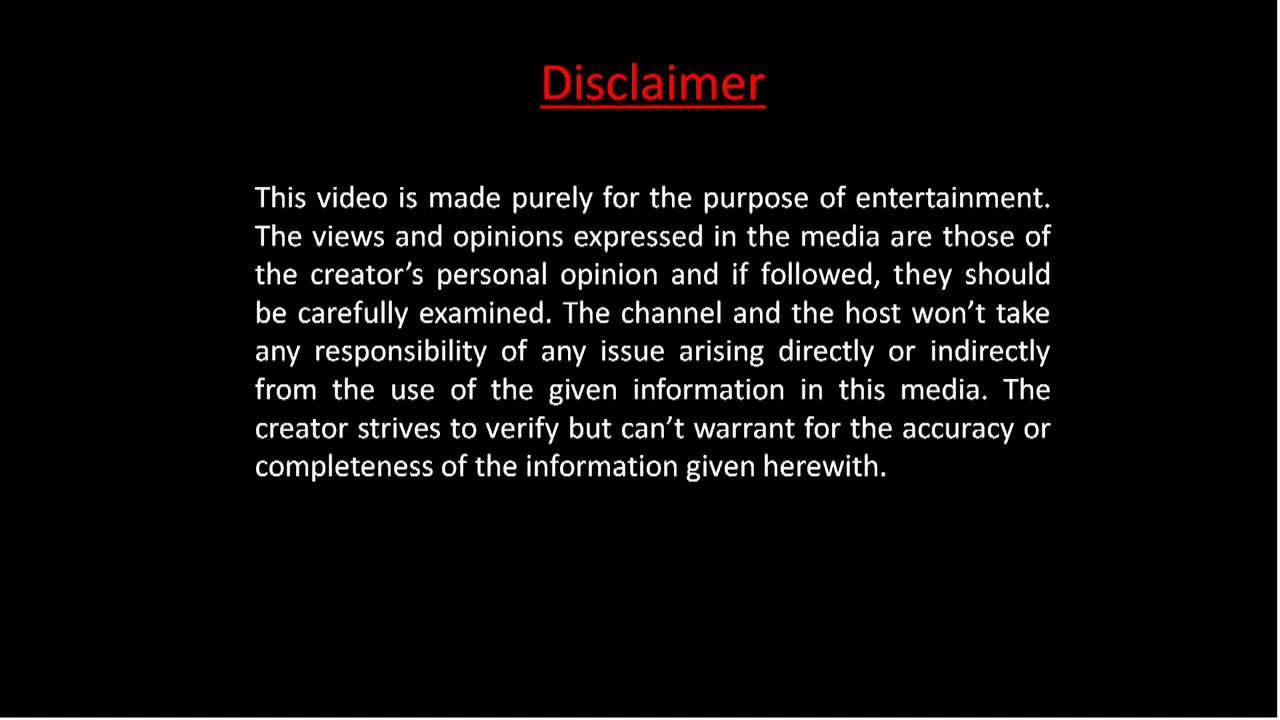 Disclaimer
This video is made purely for the purpose of entertainment.
The views and opinions expressed in the media are those of
the creator’s personal opinion and if followed, they should
be carefully examined. The channel and the host won’t take
any responsibility of any issue arising directly or indirectly
from the use of the given information in this media. The
creator strives to verify but can’t warrant for the accuracy or
completeness of the information given herewith.